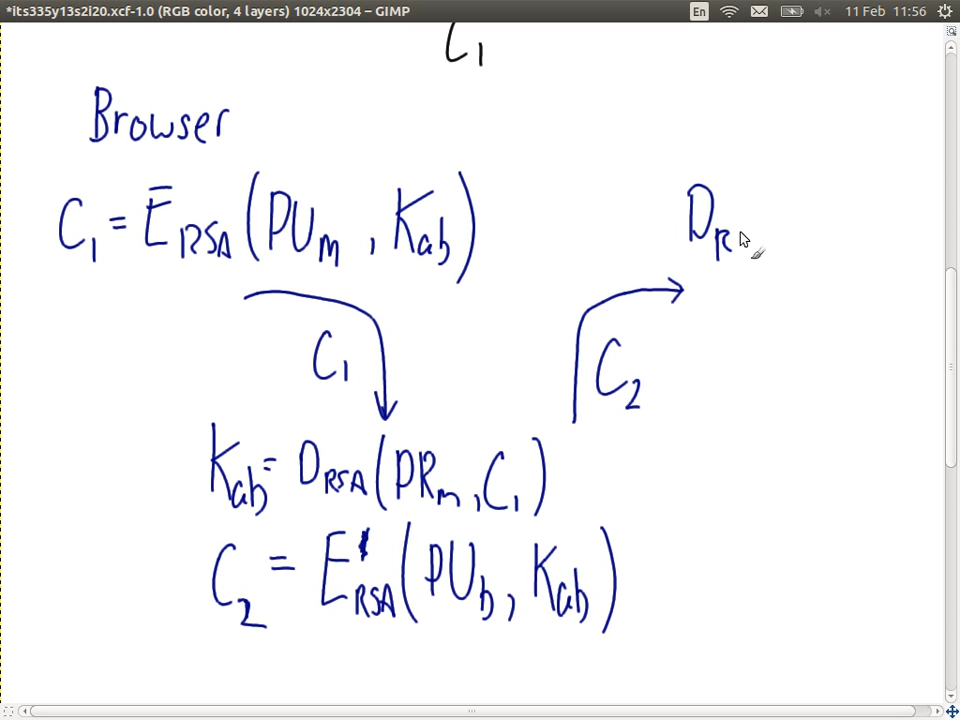 *its335y13s2i20.xcf-1.0 (RGB color, 4 layers) 1024x2304 – GIMP
En 11 Feb 11:56
C1
Browser
C1 = E RSA (PUm , Kab)
DR
C1
C2
Kab = DRSA (PRm , C1)
C2 = E RSA (PUb , Kab)